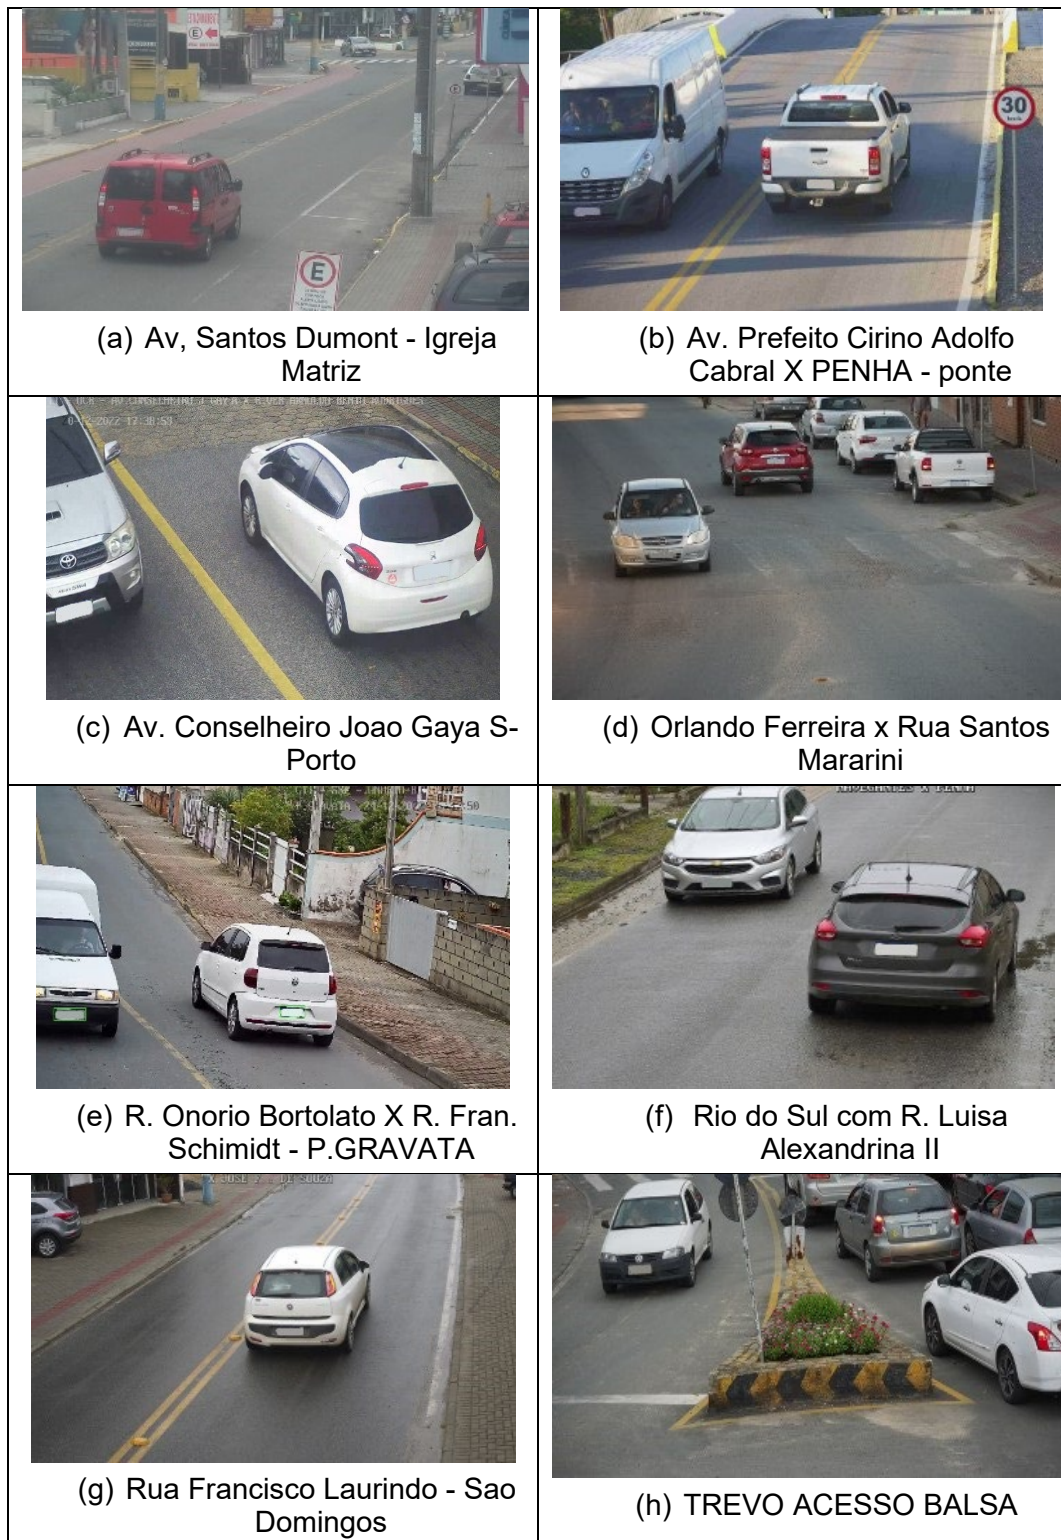 E
E
(a) Av, Santos Dumont - Igreja
Matriz
30
(b) Av. Prefeito Cirino Adolfo
Cabral X PENHA - ponte
(c) Av. Conselheiro Joao Gaya S-
Porto
(d) Orlando Ferreira x Rua Santos
Mararini
(e) R. Onorio Bortolato X R. Fran.
Schimidt - P.GRAVATA
NAVEGANTES X PENHA
(f) Rio do Sul com R. Luisa
Alexandrina II
(g) Rua Francisco Laurindo - Sao
Domingos
(h) TREVO ACESSO BALSA